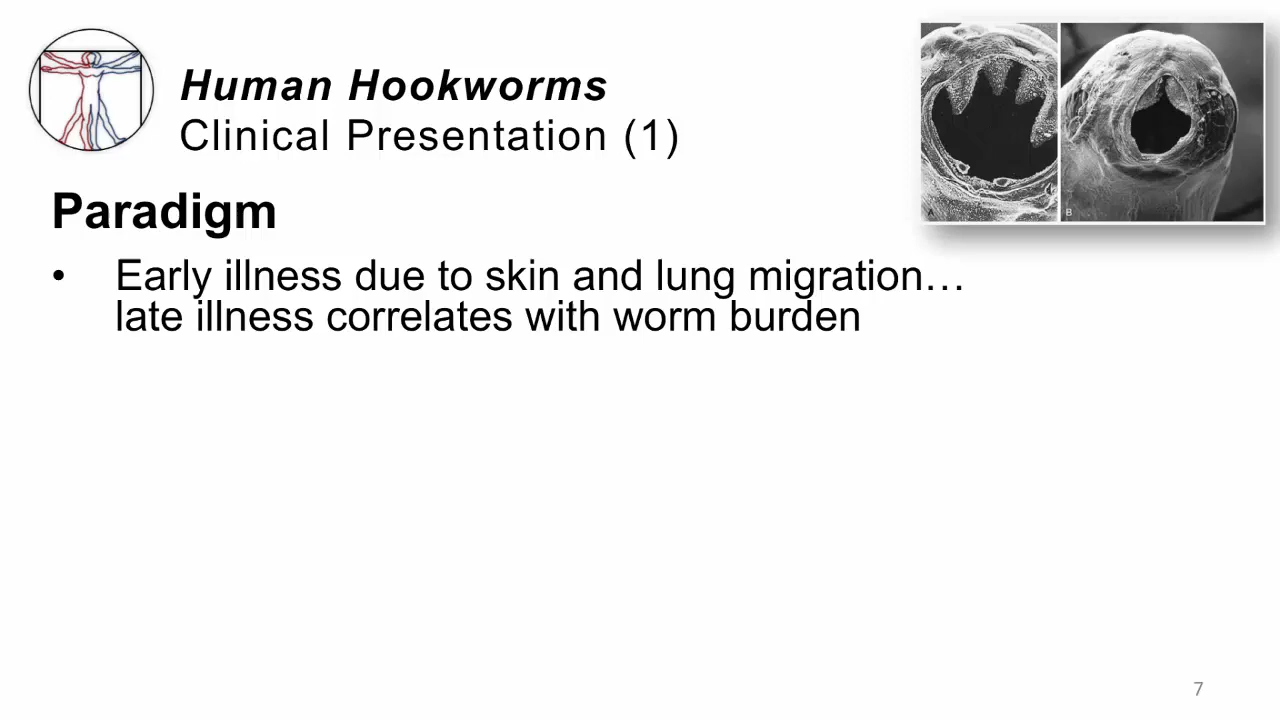 Human Hookworms
Clinical Presentation (1)
A
B
Paradigm
• Early illness due to skin and lung migration…
late illness correlates with worm burden
7